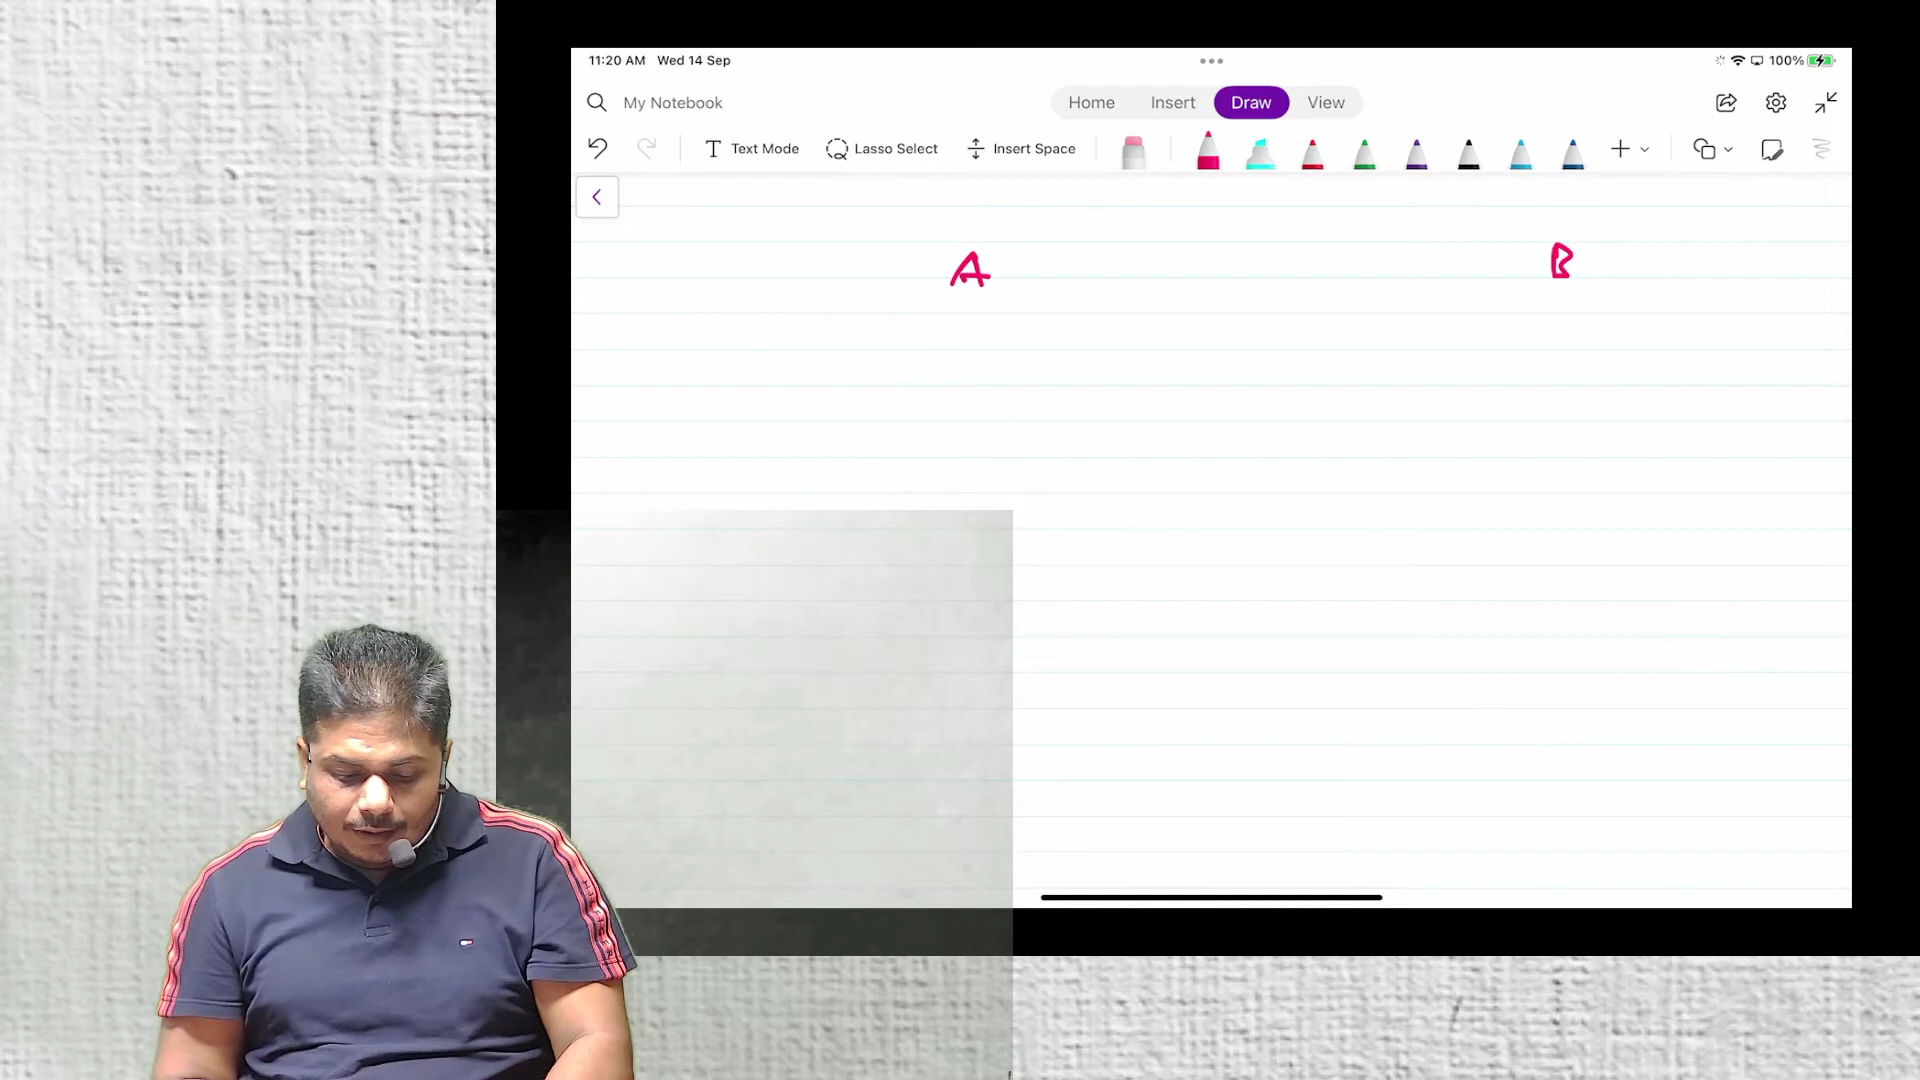 11:20 AM Wed 14 Sep 100%
My Notebook Home Insert Draw View
Text Mode Lasso Select Insert Space
A B